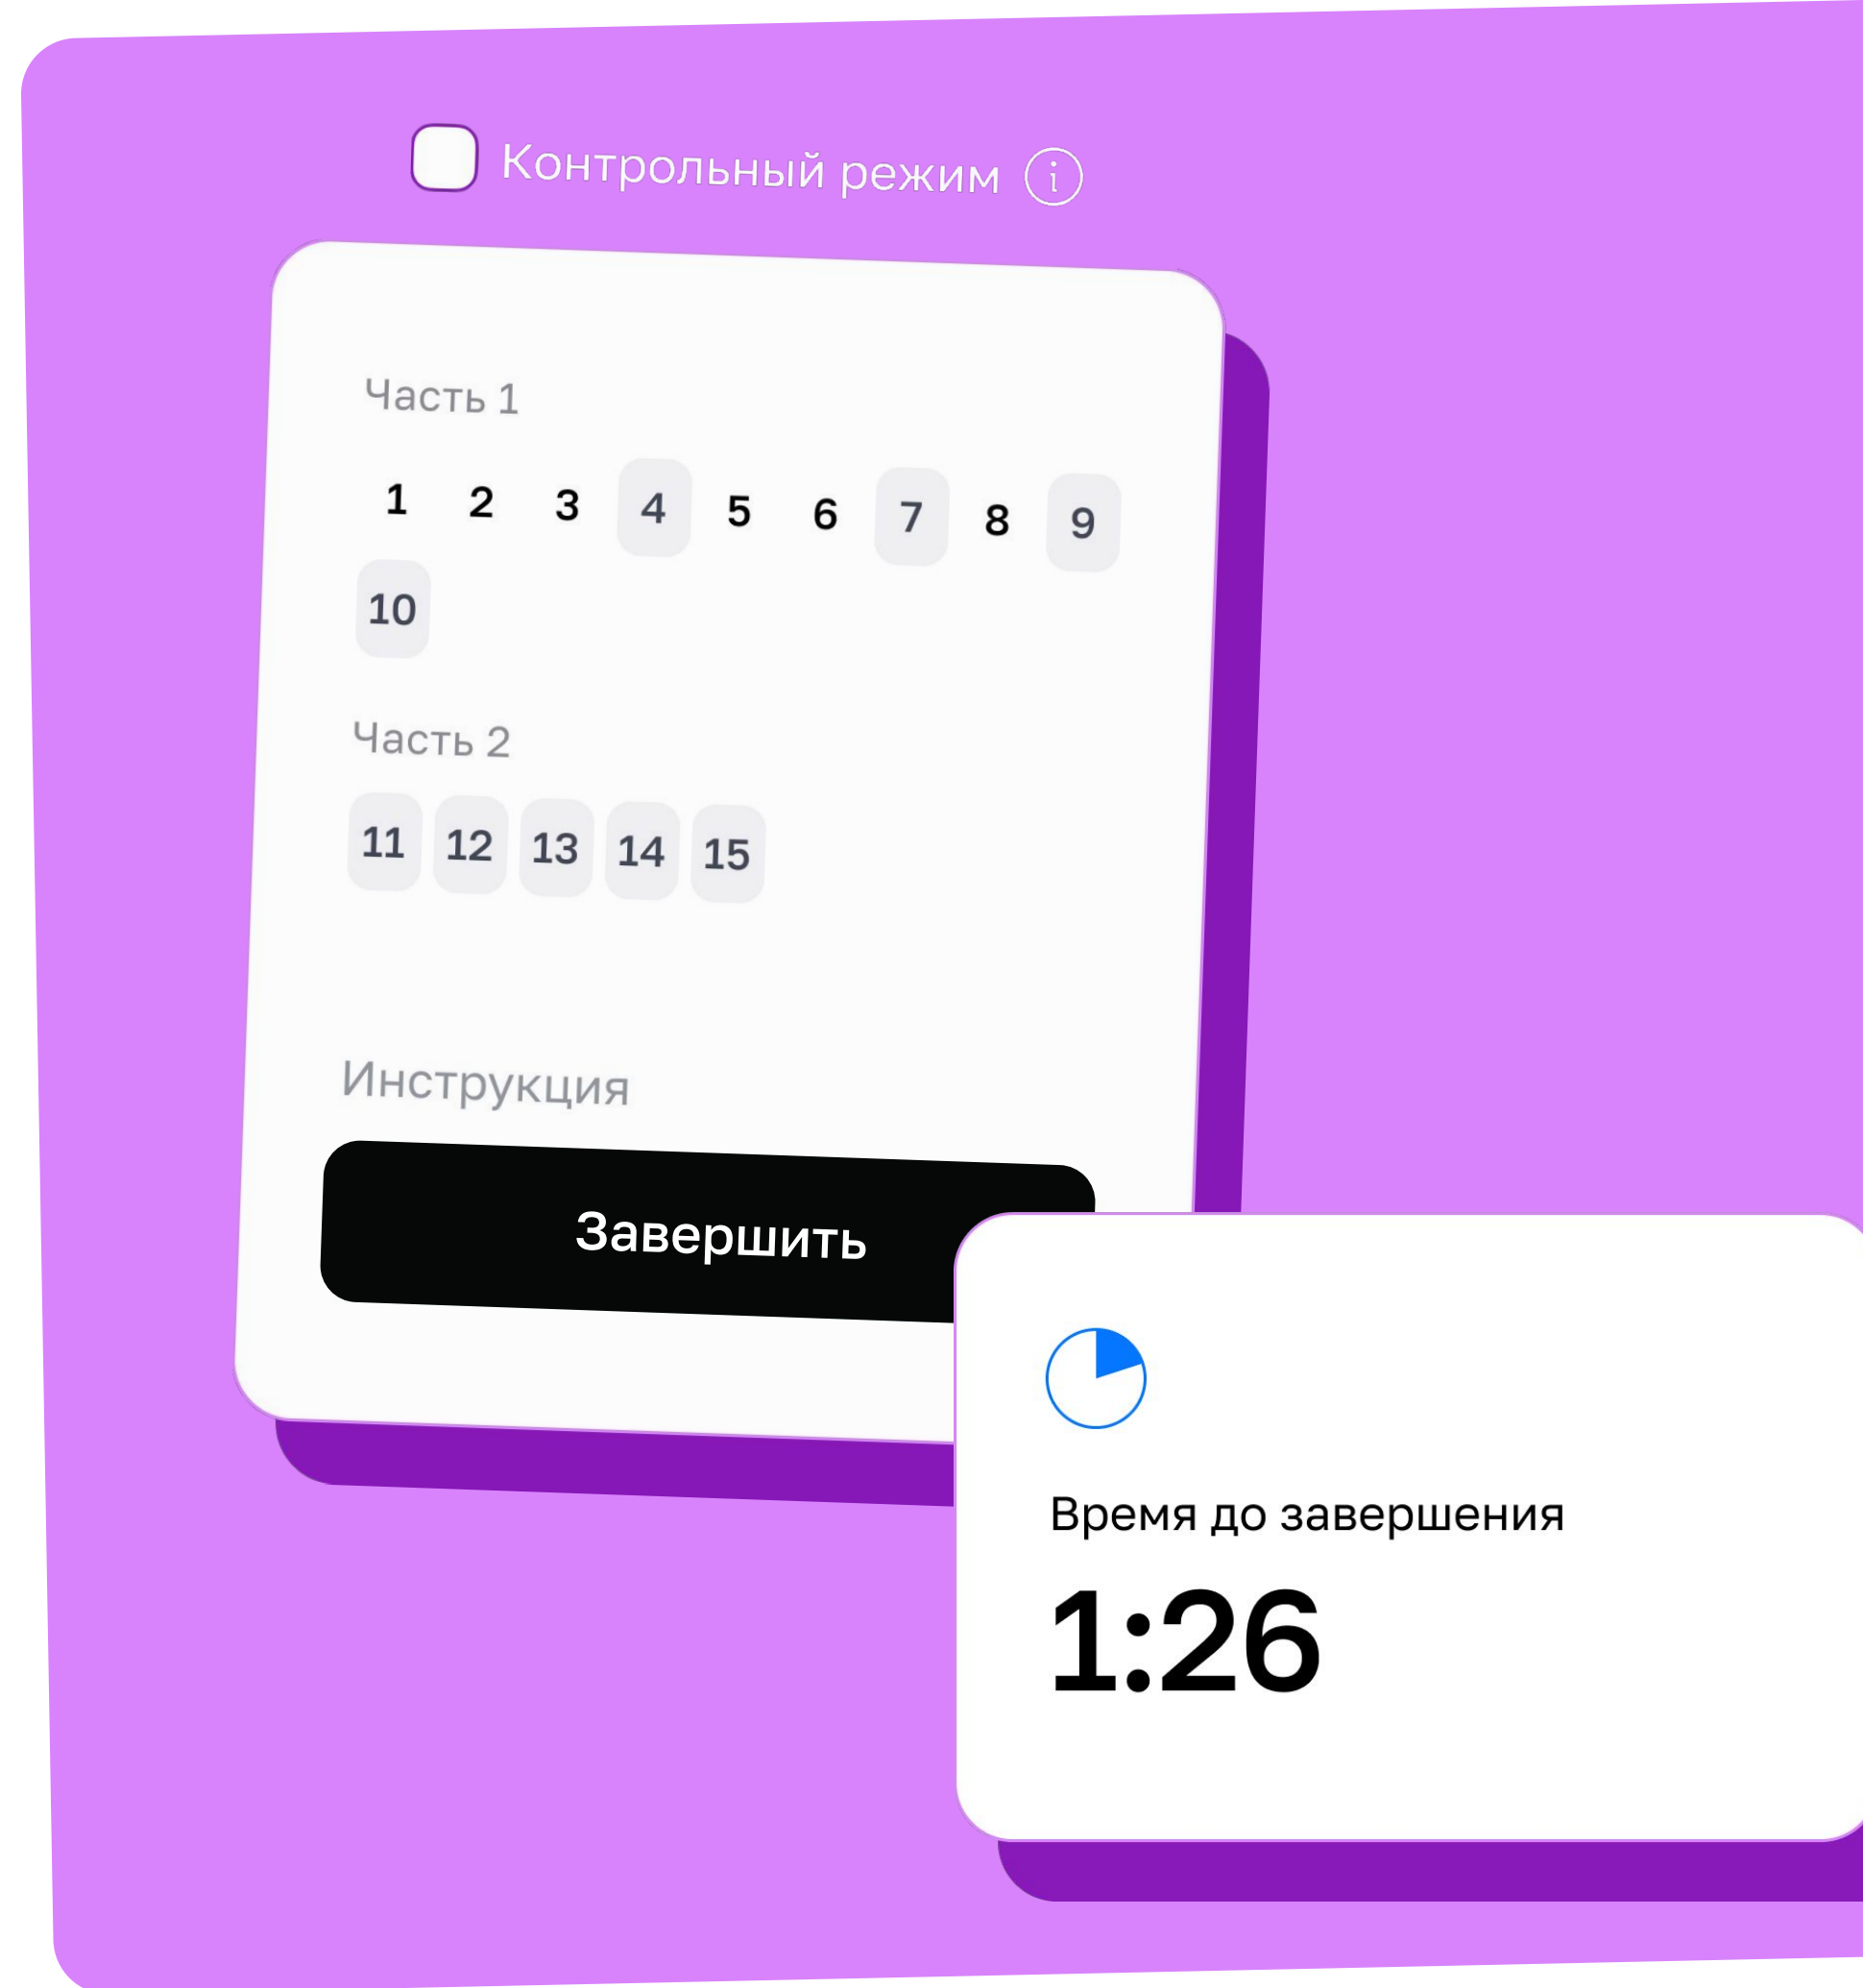 Контрольный режим
Часть 1
1 2 3 4 5 6 7 8 9
10
Часть 2
11 12 13 14 15
Инструкция
Завершить
Время до завершения
1:26